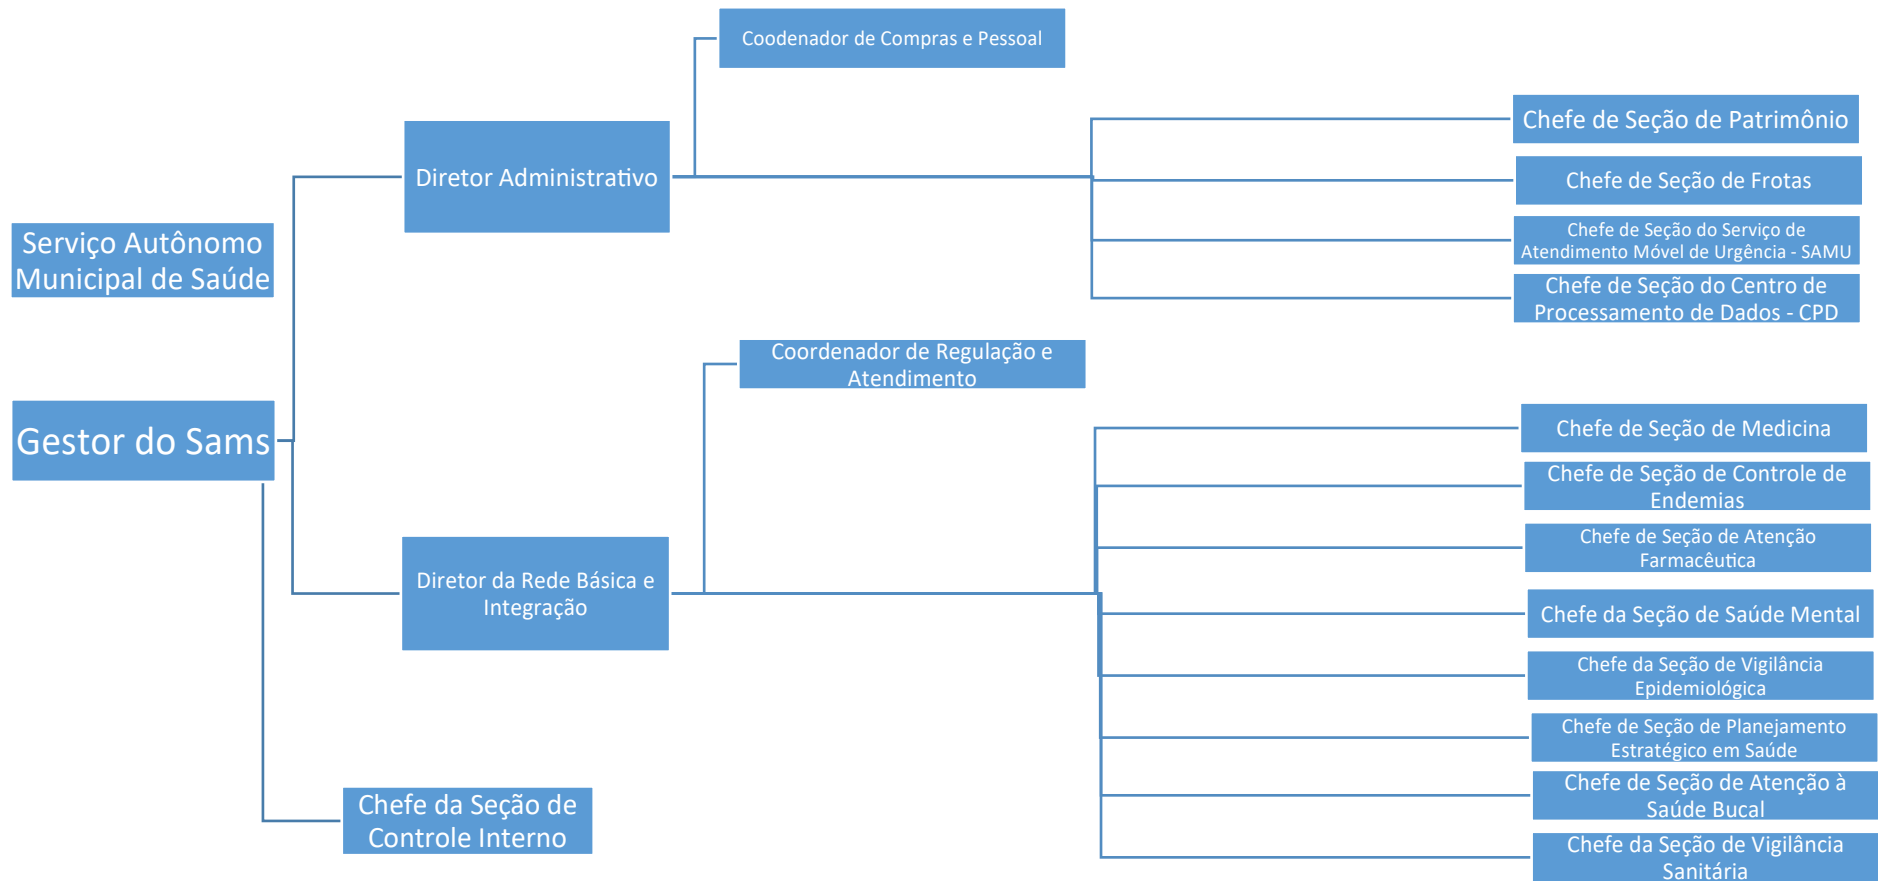 Coodenador de Compras e Pessoal
Chefe de Seção de Patrimônio
Diretor Administrativo
Chefe de Seção de Frotas
Serviço Autônomo
Municipal de Saúde
Chefe de Seção do Serviço de
Atendimento Móvel de Urgência - SAMU
Chefe de Seção do Centro de
Processamento de Dados - CPD
Coordenador de Regulação e
Atendimento
Gestor do Sams
Chefe de Seção de Medicina
Chefe de Seção de Controle de
Endemias
Chefe de Seção de Atenção
Farmacêutica
Diretor da Rede Básica e
Integração
Chefe da Seção de Saúde Mental
Chefe da Seção de Vigilância
Epidemiológica
Chefe de Seção de Planejamento
Estratégico em Saúde
Chefe de Seção de Atenção à
Saúde Bucal
Chefe da Seção de
Controle Interno
Chefe da Seção de Vigilância
Sanitária